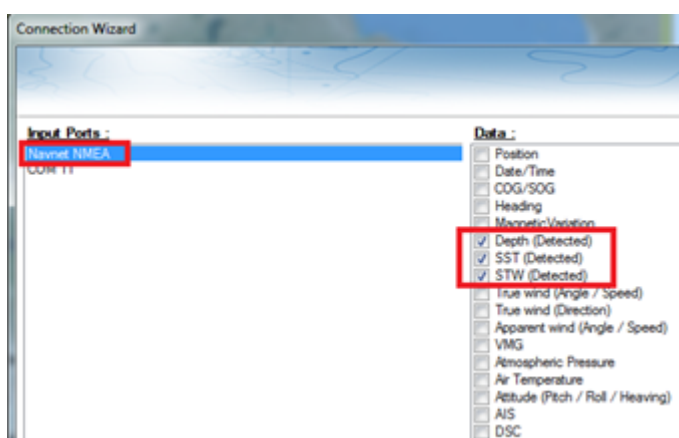 Connection Wizard
Input Ports :
Navnet NMEA
COM 11
Data :
Position
Date/Time
COG/SOG
Heading
Magnetic Variation
Depth (Detected)
SST (Detected)
STW (Detected)
True wind (Angle / Speed)
True wind (Direction)
Apparent wind (Angle / Speed)
VMG
Atmospheric Pressure
Air Temperature
Attitude (Pitch / Roll / Heaving)
AIS
DSC